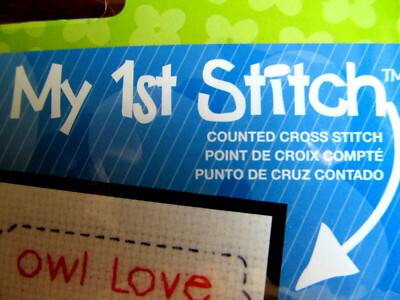 My 1st Stitch™
COUNTED CROSS STITCH
POINT DE CROIX COMPTÉ
PUNTO DE CRUZ CONTADO
owl Love